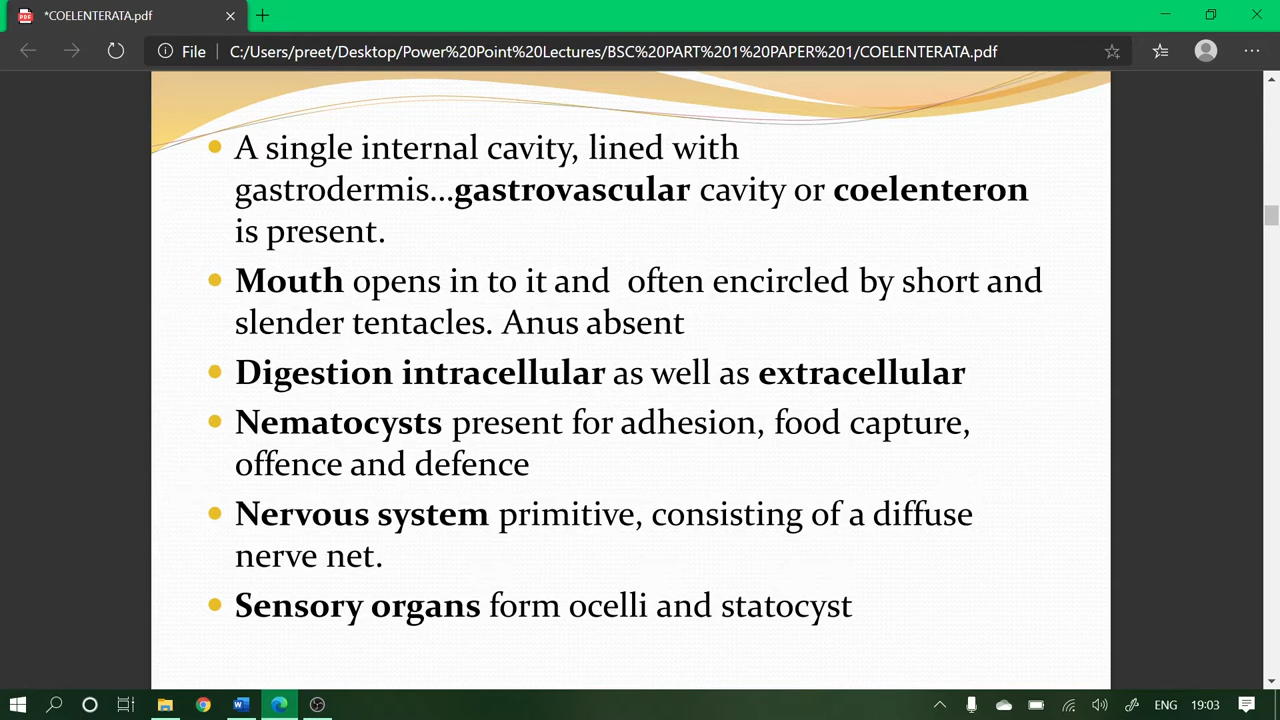 *COELENTERATA.pdf
File
C:/Users/preet/Desktop/Power%20Point%20Lectures/BSC%20PART%201%20PAPER%201/COELENTERATA.pdf
A single internal cavity, lined with
gastrodermis...gastrovascular cavity or coelenteron
is present.
Mouth opens in to it and often encircled by short and
slender tentacles. Anus absent
Digestion intracellular as well as extracellular
Nematocysts present for adhesion, food capture,
offence and defence
Nervous system primitive, consisting of a diffuse
nerve net.
Sensory organs form ocelli and statocyst
ENG 19:03